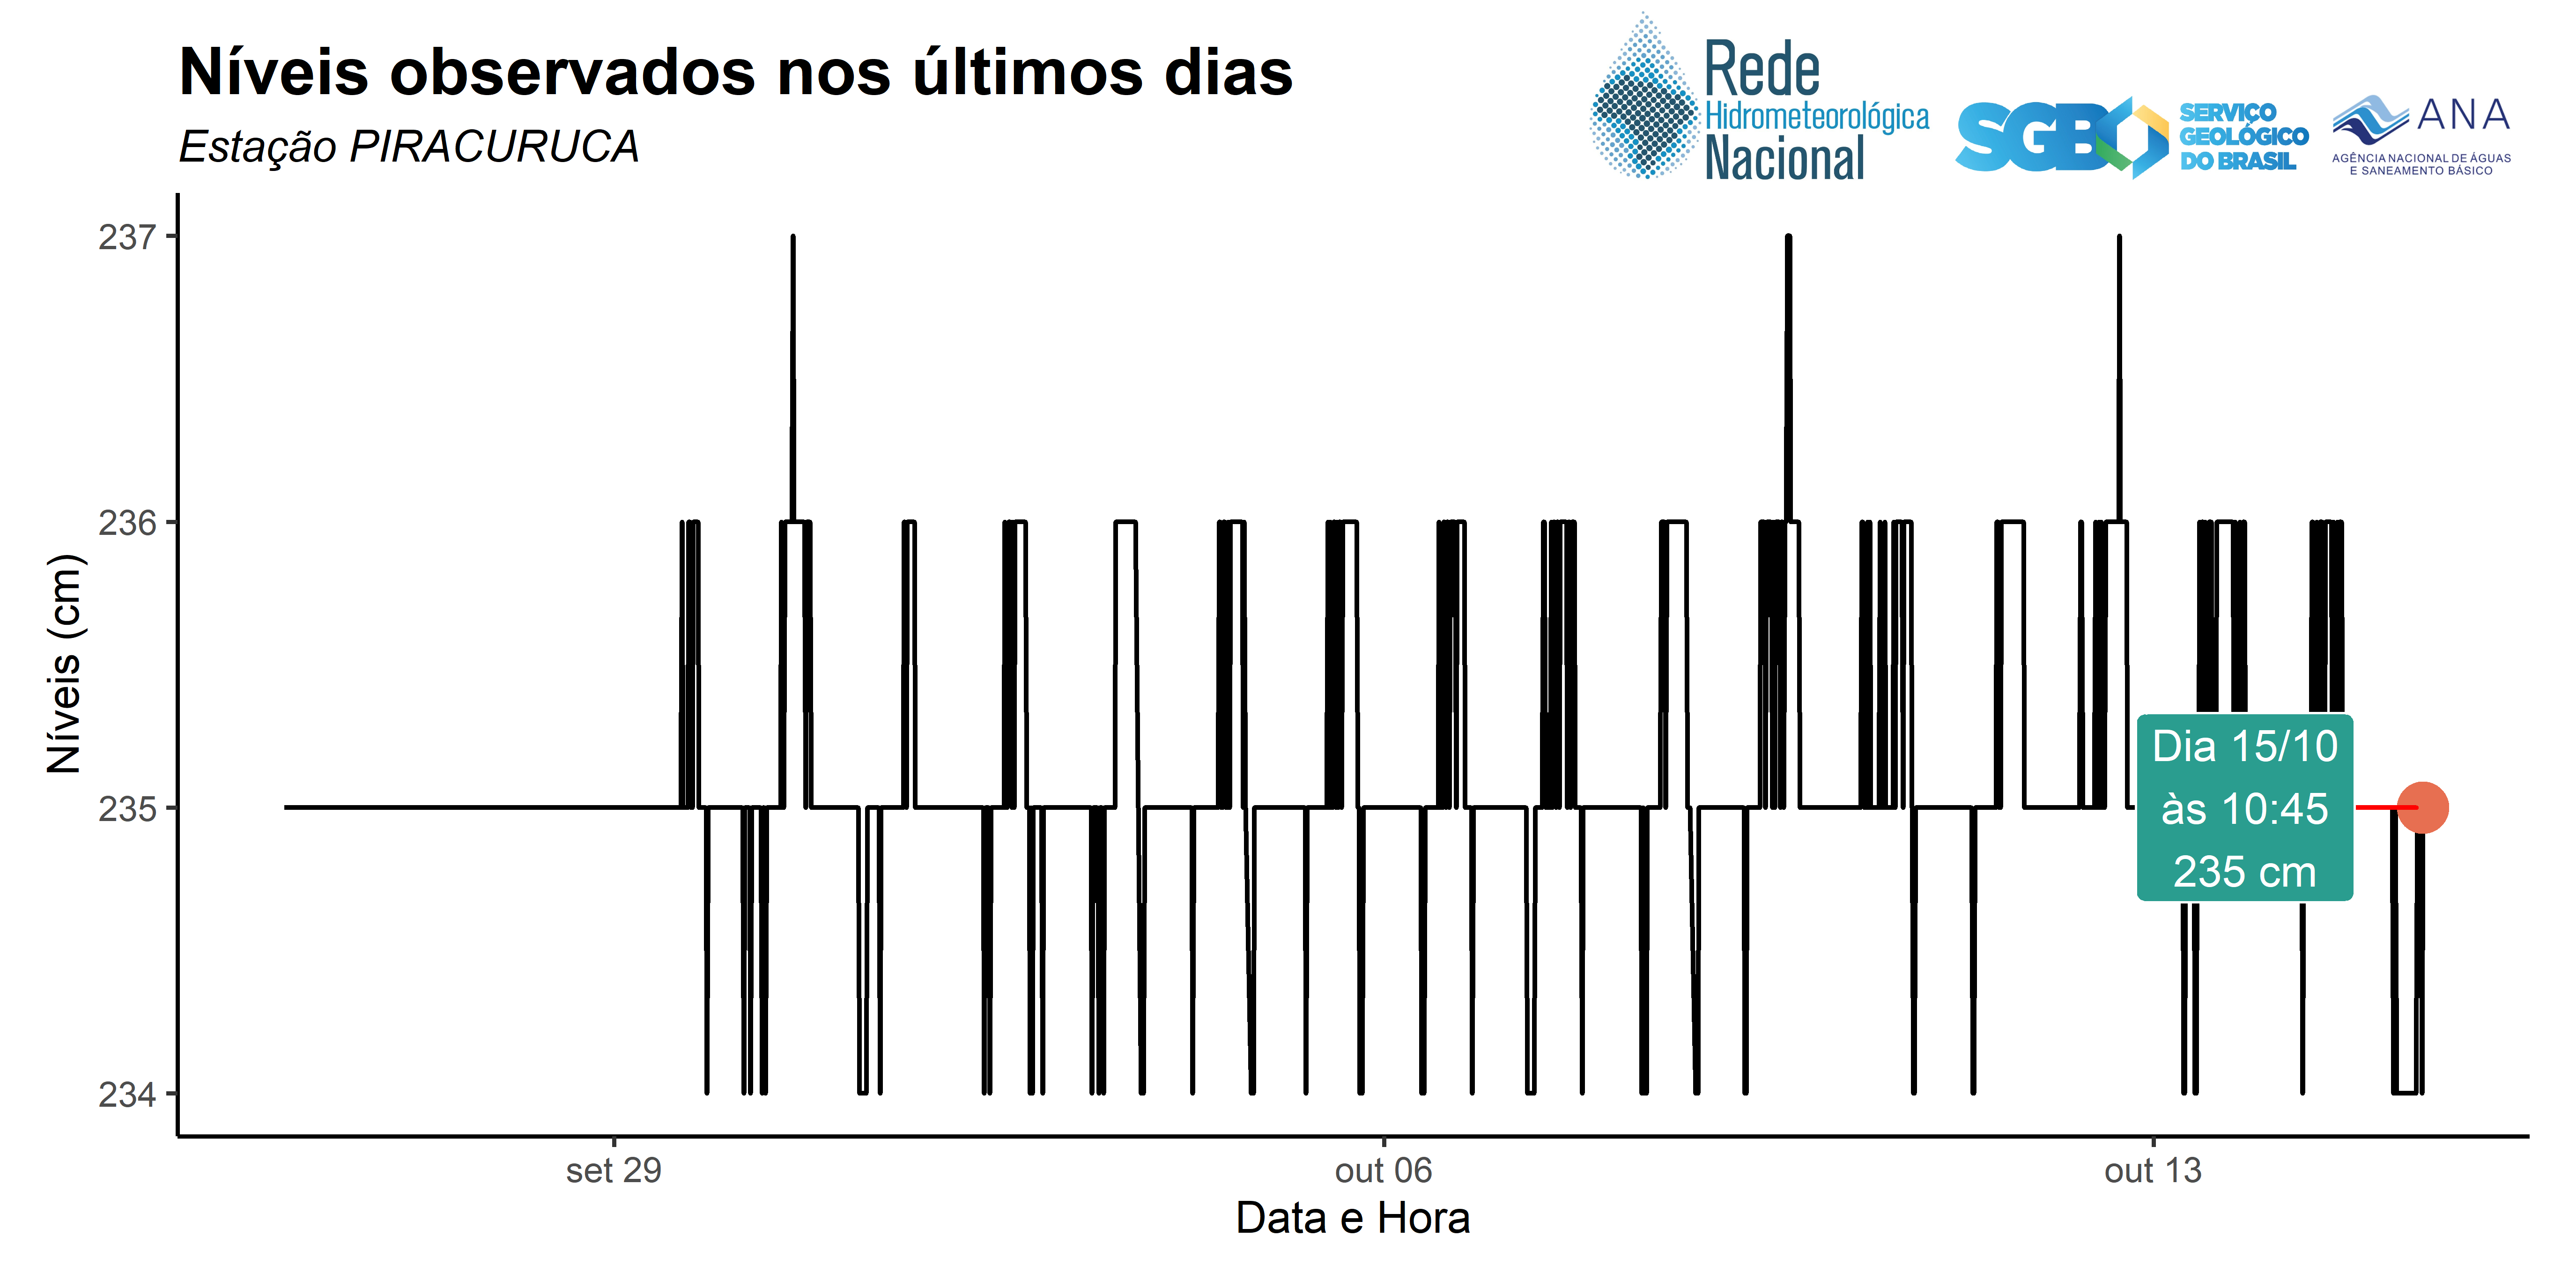 Níveis observados nos últimos dias
Estação PIRACURUCA
Rede
Hidrometeorológica
Nacional
SGB
SERVIÇO
GEOLÓGICO
DO BRASIL
ANA
AGÊNCIA NACIONAL DE ÁGUAS
E SANEAMENTO BÁSICO
Níveis (cm)
237
236
235
234
Dia 15/10
às 10:45
235 cm
set 29
out 06
out 13
Data e Hora